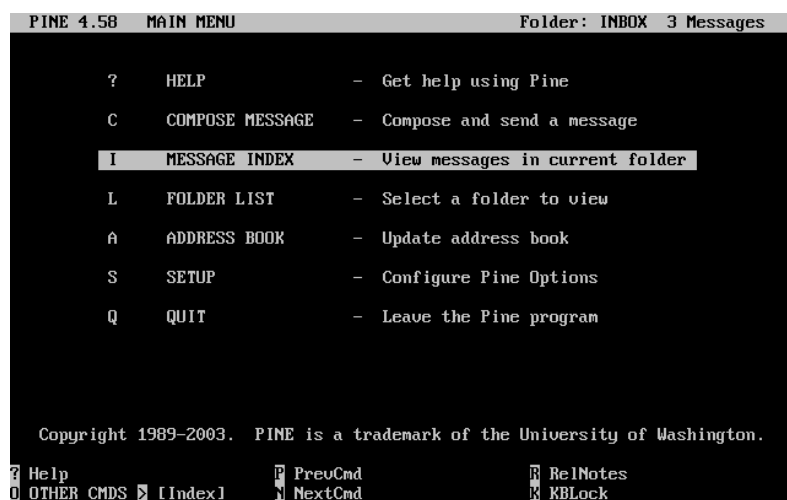 PINE 4.58   MAIN MENU                              Folder: INBOX  3 Messages
?     HELP               -  Get help using Pine
C     COMPOSE MESSAGE    -  Compose and send a message
I     MESSAGE INDEX      -  View messages in current folder
L     FOLDER LIST        -  Select a folder to view
A     ADDRESS BOOK       -  Update address book
S     SETUP              -  Configure Pine Options
Q     QUIT               -  Leave the Pine program
Copyright 1989-2003.  PINE is a trademark of the University of Washington.
? Help                     P PrevCmd                 R RelNotes
O OTHER CMDS > [Index]     N NextCmd                 K KBLock